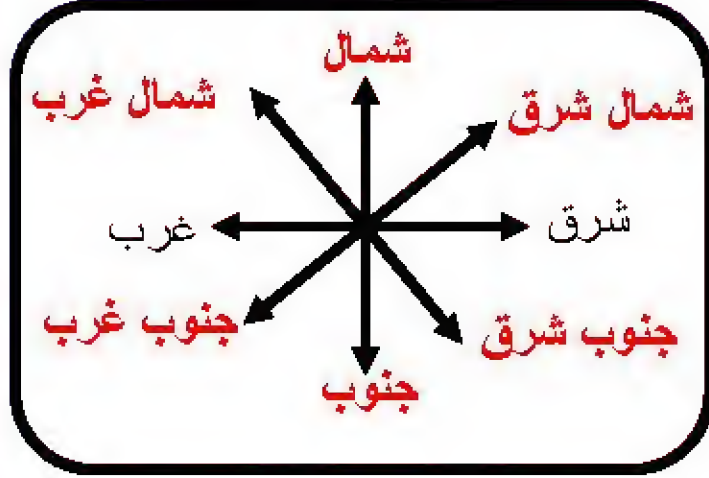 شمال
شمال شرق
شمال غرب
شرق
غرب
جنوب شرق
جنوب غرب
جنوب